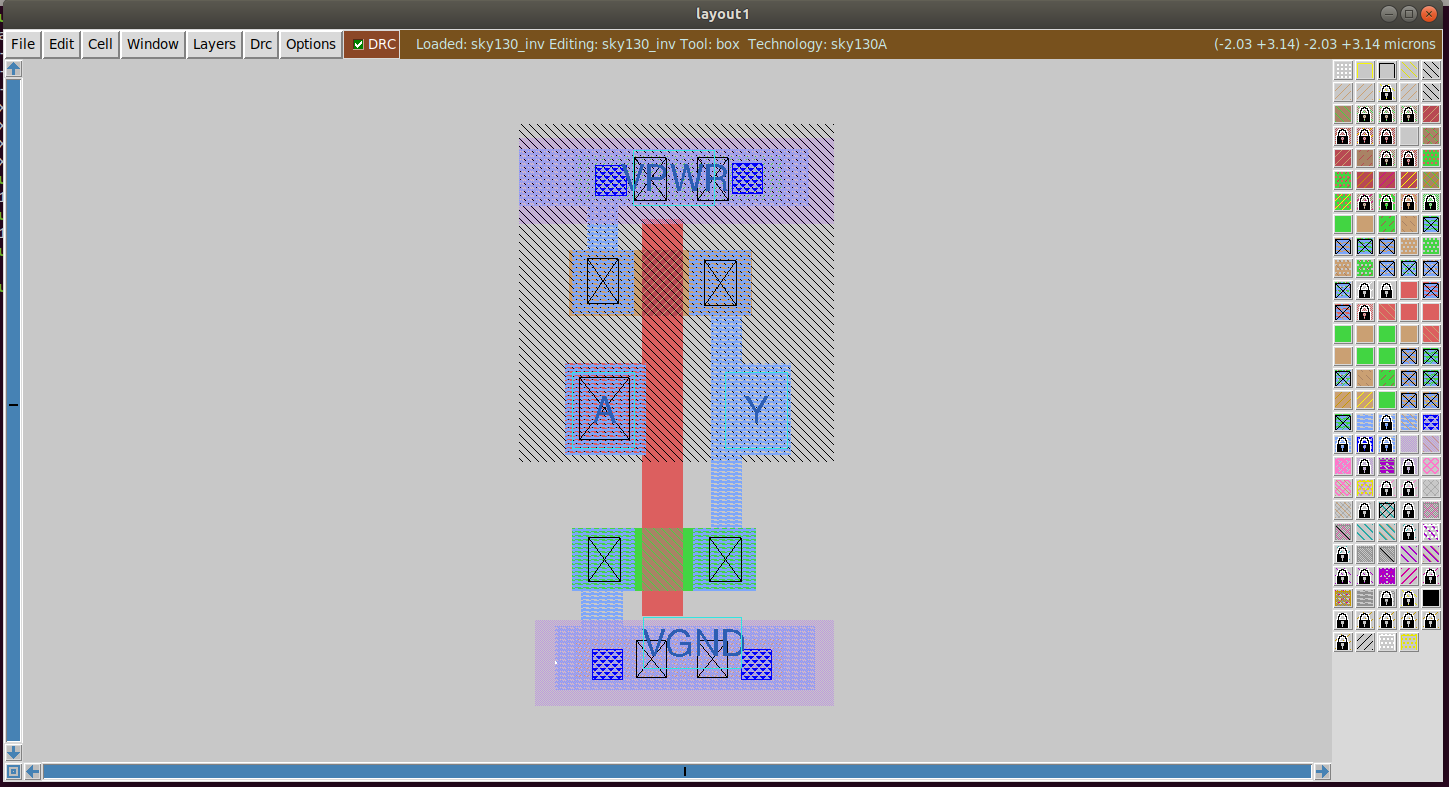 layout1
File Edit Cell Window Layers Drc Options DRC Loaded: sky130_inv Editing: sky130_inv Tool: box Technology: sky130A (-2.03 +3.14) -2.03 +3.14 microns
VPWR
A Y
VGND